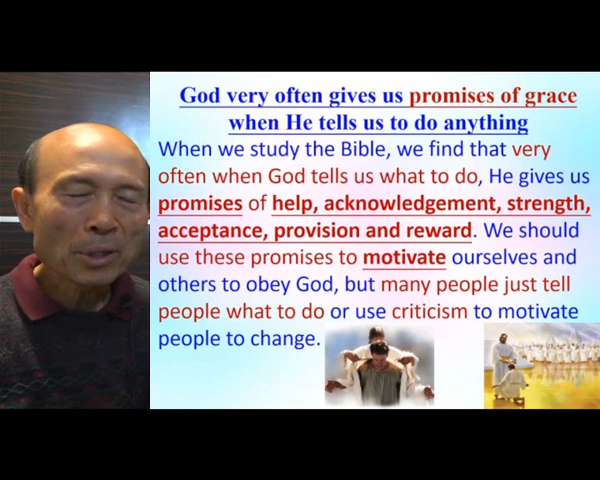 God very often gives us promises of grace
when He tells us to do anything
When we study the Bible, we find that very
often when God tells us what to do, He gives us
promises of help, acknowledgement, strength,
acceptance, provision and reward. We should
use these promises to motivate ourselves and
others to obey God, but many people just tell
people what to do or use criticism to motivate
people to change.